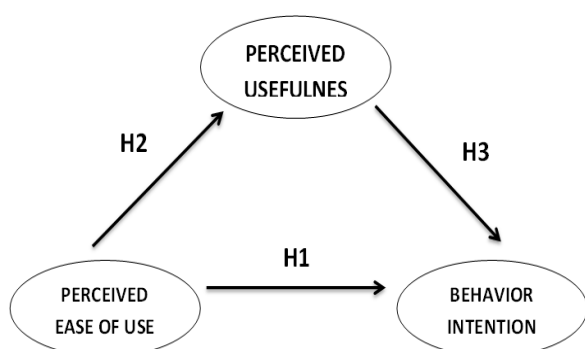 PERCEIVED
USEFULNES
H2
H3
H1
PERCEIVED
EASE OF USE
BEHAVIOR
INTENTION